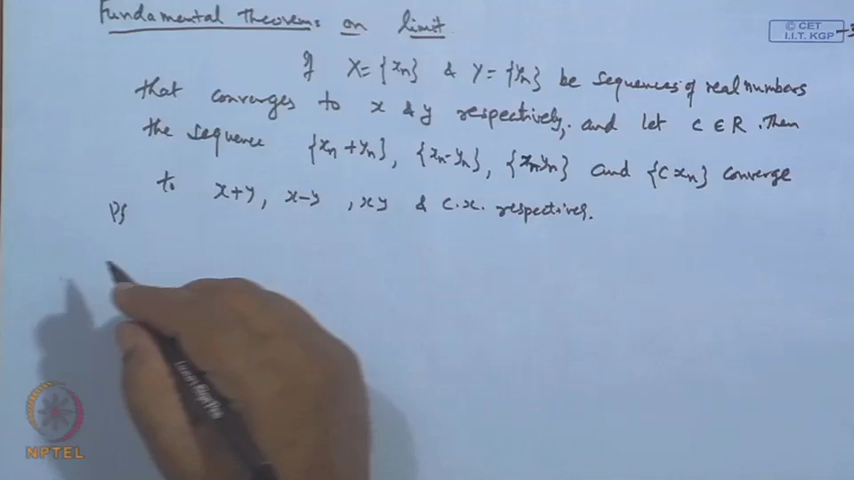 Fundamental Theorems on limit
© CET
I.I.T. KGP
If X = {xn} & Y = {yn} be sequences of real numbers
that converges to x & y respectively, and let c ∈ R. Then
the sequence {xn + yn}, {xn - yn}, {xn yn} and {c xn} converge
to x+y, x-y, xy & c.x. respectively.
Pf
NPTEL